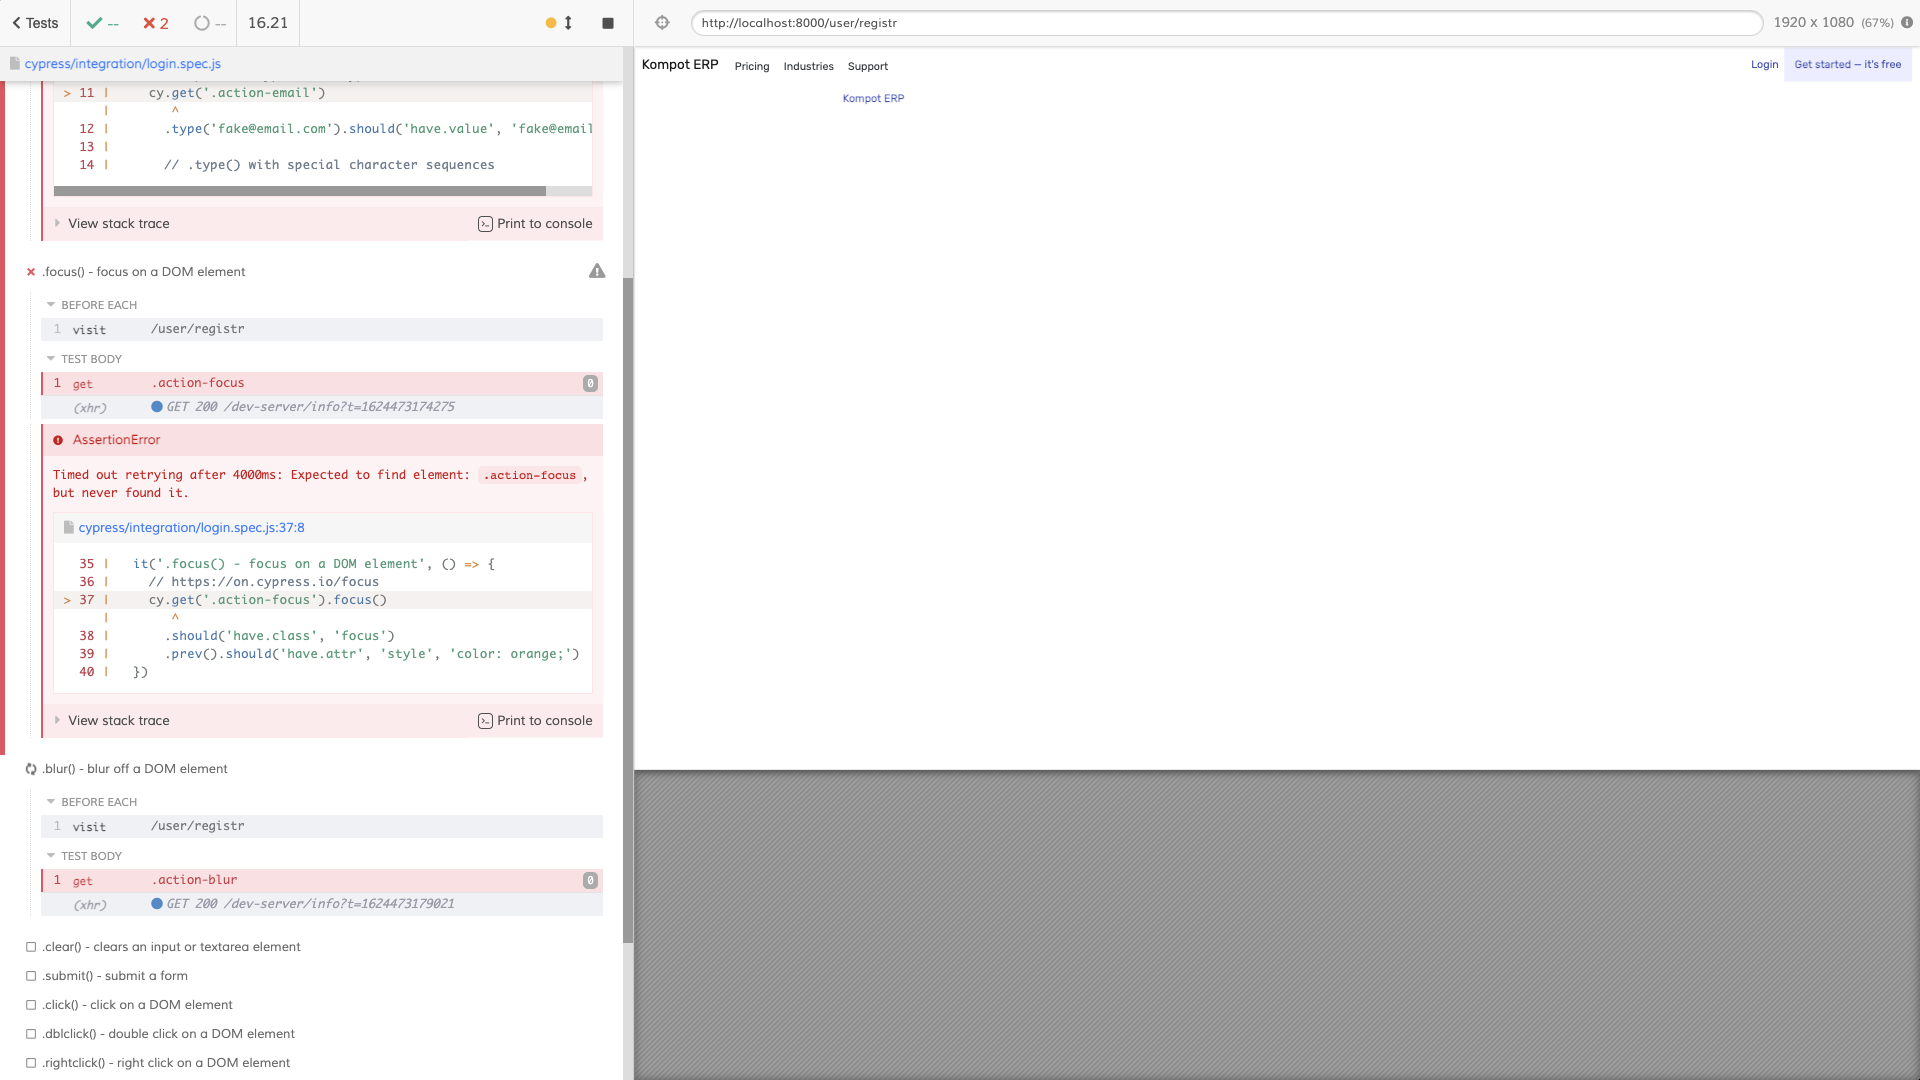 Tests
--
2
--
16.21
http://localhost:8000/user/registr
1920 x 1080 (67%)
cypress/integration/login.spec.js
> 11 | cy.get('.action-email')
| ^
12 | .type('fake@email.com').should('have.value', 'fake@email
13 |
14 | // .type() with special character sequences
View stack trace
Print to console
.focus() - focus on a DOM element
BEFORE EACH
1 visit /user/registr
TEST BODY
1 get .action-focus 0
(xhr) GET 200 /dev-server/info?t=1624473174275
AssertionError
Timed out retrying after 4000ms: Expected to find element: .action-focus,
but never found it.
cypress/integration/login.spec.js:37:8
35 | it('.focus() - focus on a DOM element', () => {
36 | // https://on.cypress.io/focus
> 37 | cy.get('.action-focus').focus()
| ^
38 | .should('have.class', 'focus')
39 | .prev().should('have.attr', 'style', 'color: orange;')
40 | })
View stack trace
Print to console
.blur() - blur off a DOM element
BEFORE EACH
1 visit /user/registr
TEST BODY
1 get .action-blur 0
(xhr) GET 200 /dev-server/info?t=1624473179021
.clear() - clears an input or textarea element
.submit() - submit a form
.click() - click on a DOM element
.dblclick() - double click on a DOM element
.rightclick() - right click on a DOM element
Kompot ERP
Pricing
Industries
Support
Login
Get started – it's free
Kompot ERP